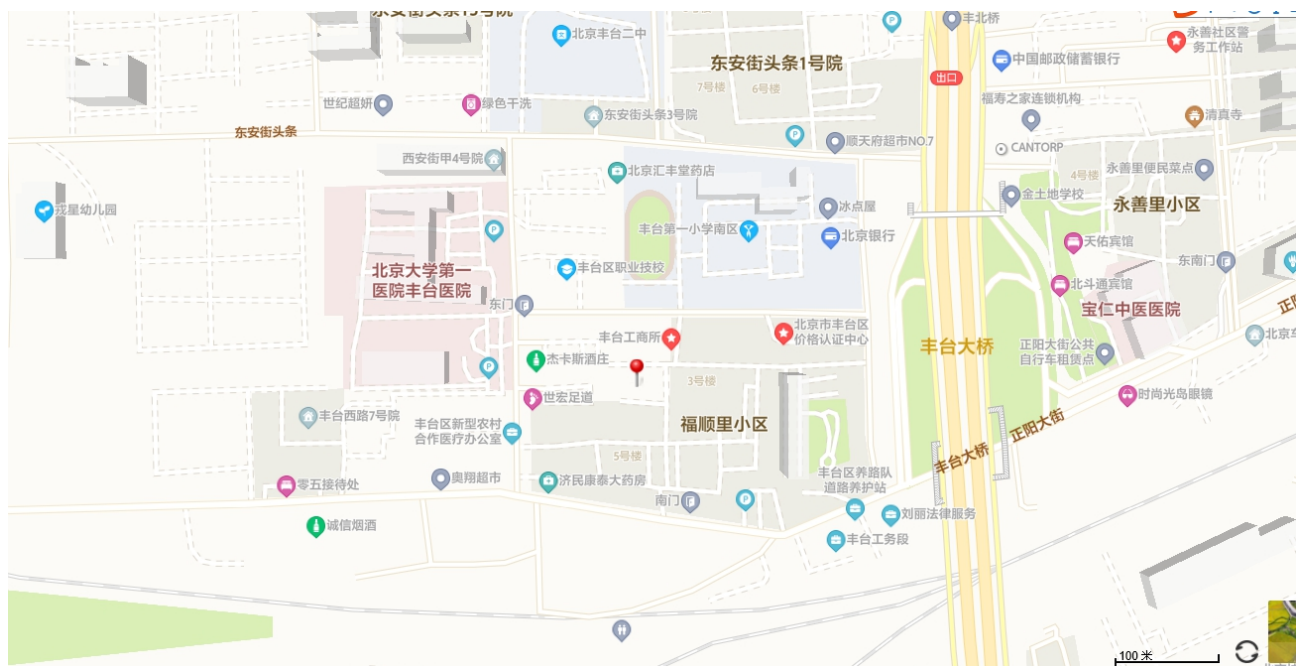 东安街头条15号院
丰北桥
北京丰台二中
永善社区警
务工作站
东安街头条1号院
中国邮政储蓄银行
出口
7号楼
6号楼
福寿之家连锁机构
世纪超妍
绿色干洗
东安街头条3号院
清真寺
东安街头条
顺天府超市NO.7
CANTORP
西安街甲4号院
北京汇丰堂药店
4号楼
永善里便民菜点
金土地学校
戎星幼儿园
冰点屋
永善里小区
丰台第一小学南区
北京银行
天佑宾馆
东南门
北京大学第一
医院丰台医院
丰台区职业技校
北斗通宾馆
东门
宝仁中医医院
正阳
丰台工商所
北京市丰台区
价格认证中心
北京车
丰台大桥
正阳大街公共
自行车租赁点
杰卡斯酒庄
3号楼
世宏足道
时尚光岛眼镜
丰台西路7号院
丰台区新型农村
合作医疗办公室
福顺里小区
正阳大街
5号楼
丰台大桥
奥翔超市
济民康泰大药房
丰台区养路队
道路养护站
零五接待处
南门
刘丽法律服务
诚信烟酒
丰台工务段
100 米